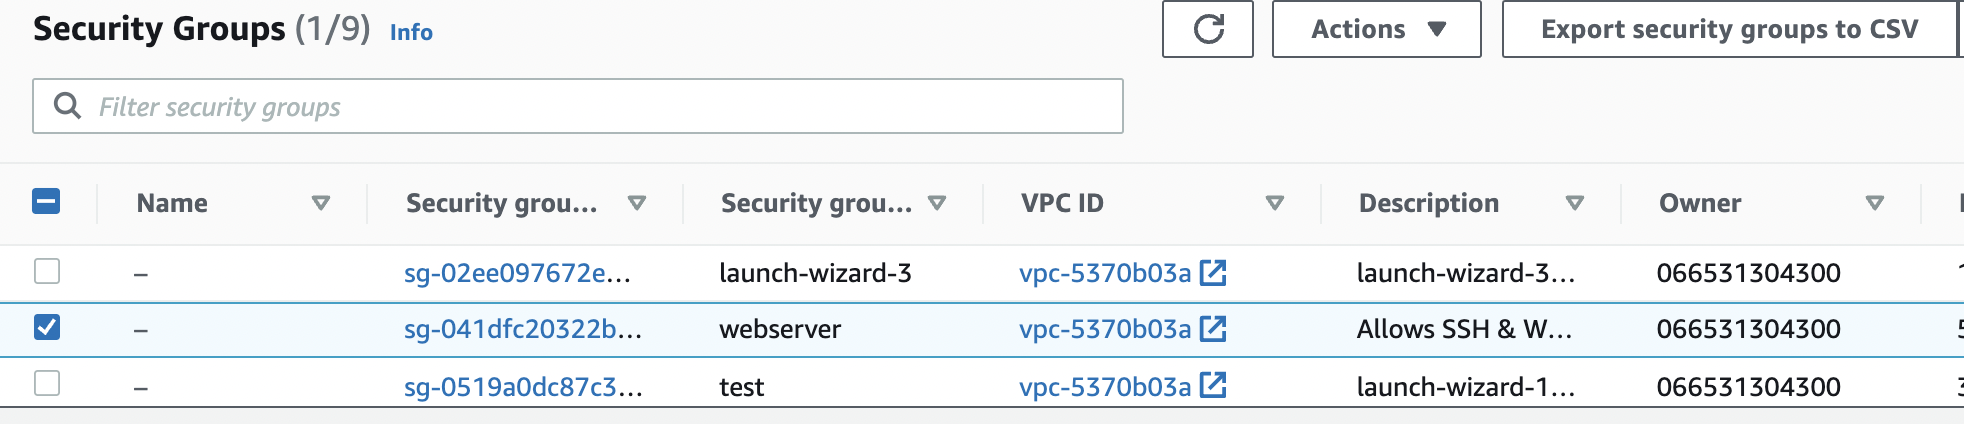 Security Groups (1/9) Info Actions Export security groups to CSV
Filter security groups
Name Security grou... Security grou... VPC ID Description Owner
– sg-02ee097672e... launch-wizard-3 vpc-5370b03a launch-wizard-3... 066531304300
– sg-041dfc20322b... webserver vpc-5370b03a Allows SSH & W... 066531304300
– sg-0519a0dc87c3... test vpc-5370b03a launch-wizard-1... 066531304300